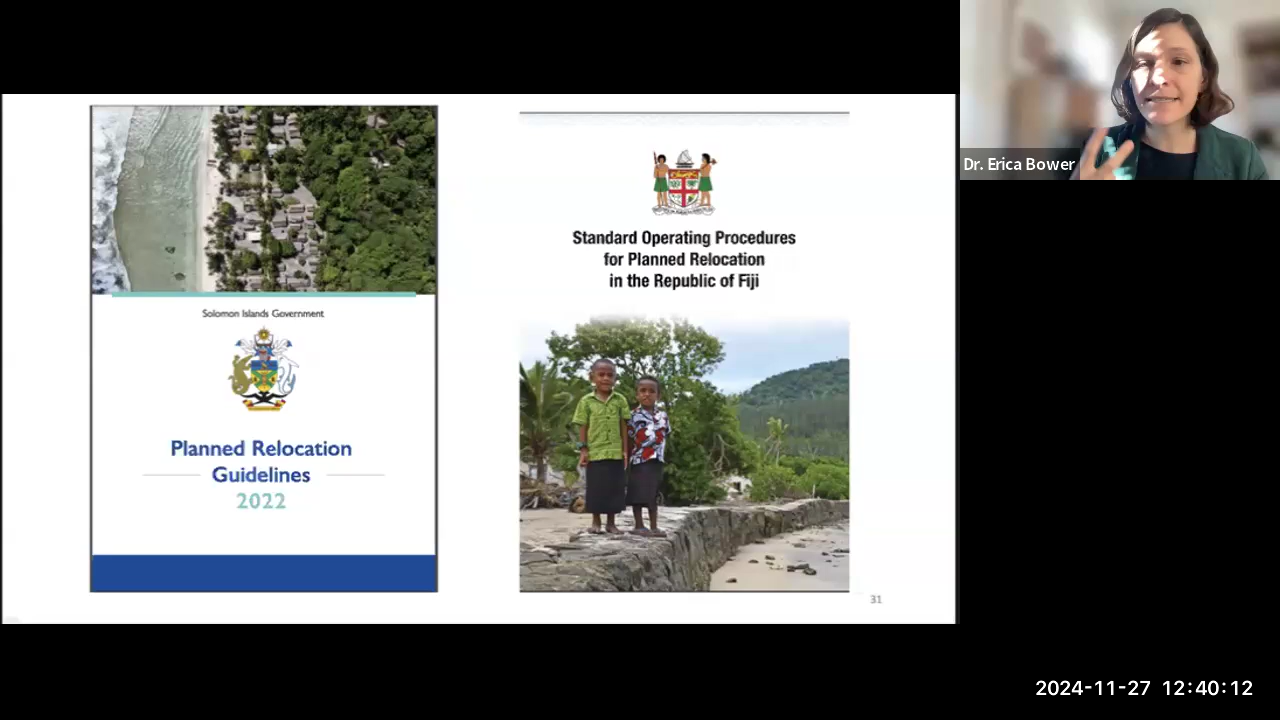 Solomon Islands Government
Planned Relocation
Guidelines
2022
Standard Operating Procedures
for Planned Relocation
in the Republic of Fiji
31
Dr. Erica Bower
2024-11-27 12:40:12